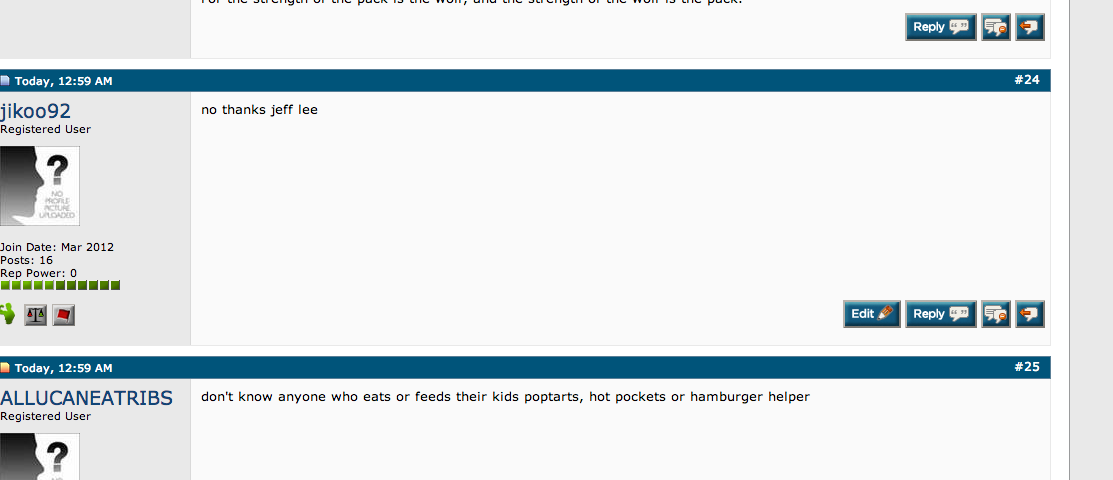 For the strength of the pack is the wolf, and the strength of the wolf is the pack.
Reply
Today, 12:59 AM
#24
jikoo92
Registered User
no thanks jeff lee
?
NO
PROFILE
PICTURE
UPLOADED
Join Date: Mar 2012
Posts: 16
Rep Power: 0
Edit
Reply
Today, 12:59 AM
#25
ALLUCANEATRIBS
Registered User
don't know anyone who eats or feeds their kids poptarts, hot pockets or hamburger helper
?
NO